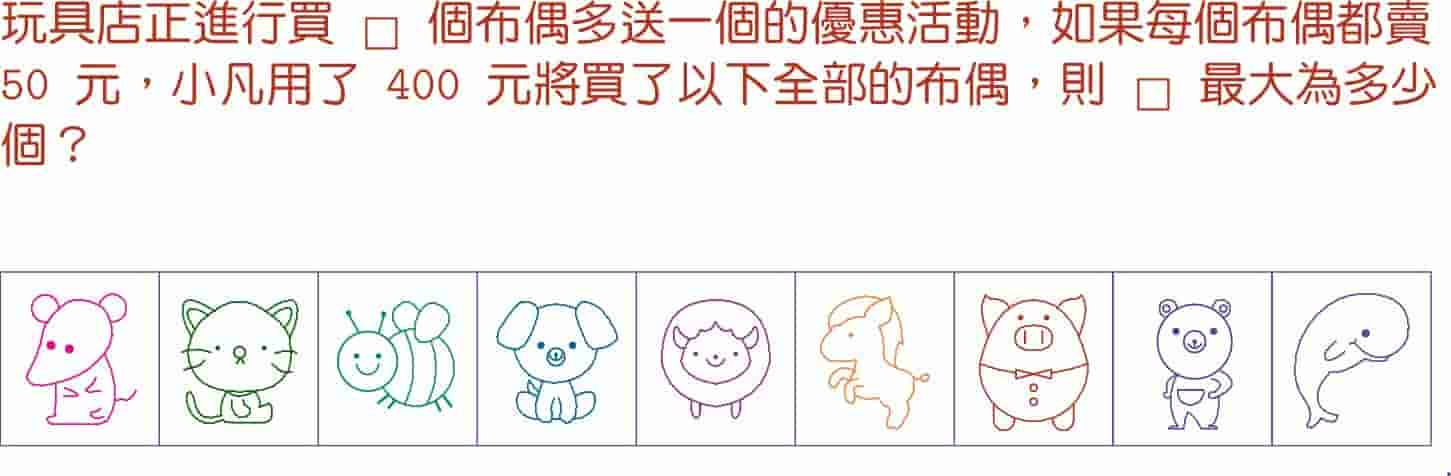 玩具店正進行買 □ 個布偶多送一個的優惠活動，如果每個布偶都賣
50 元，小凡用了 400 元將買了以下全部的布偶，則 □ 最大為多少
個？